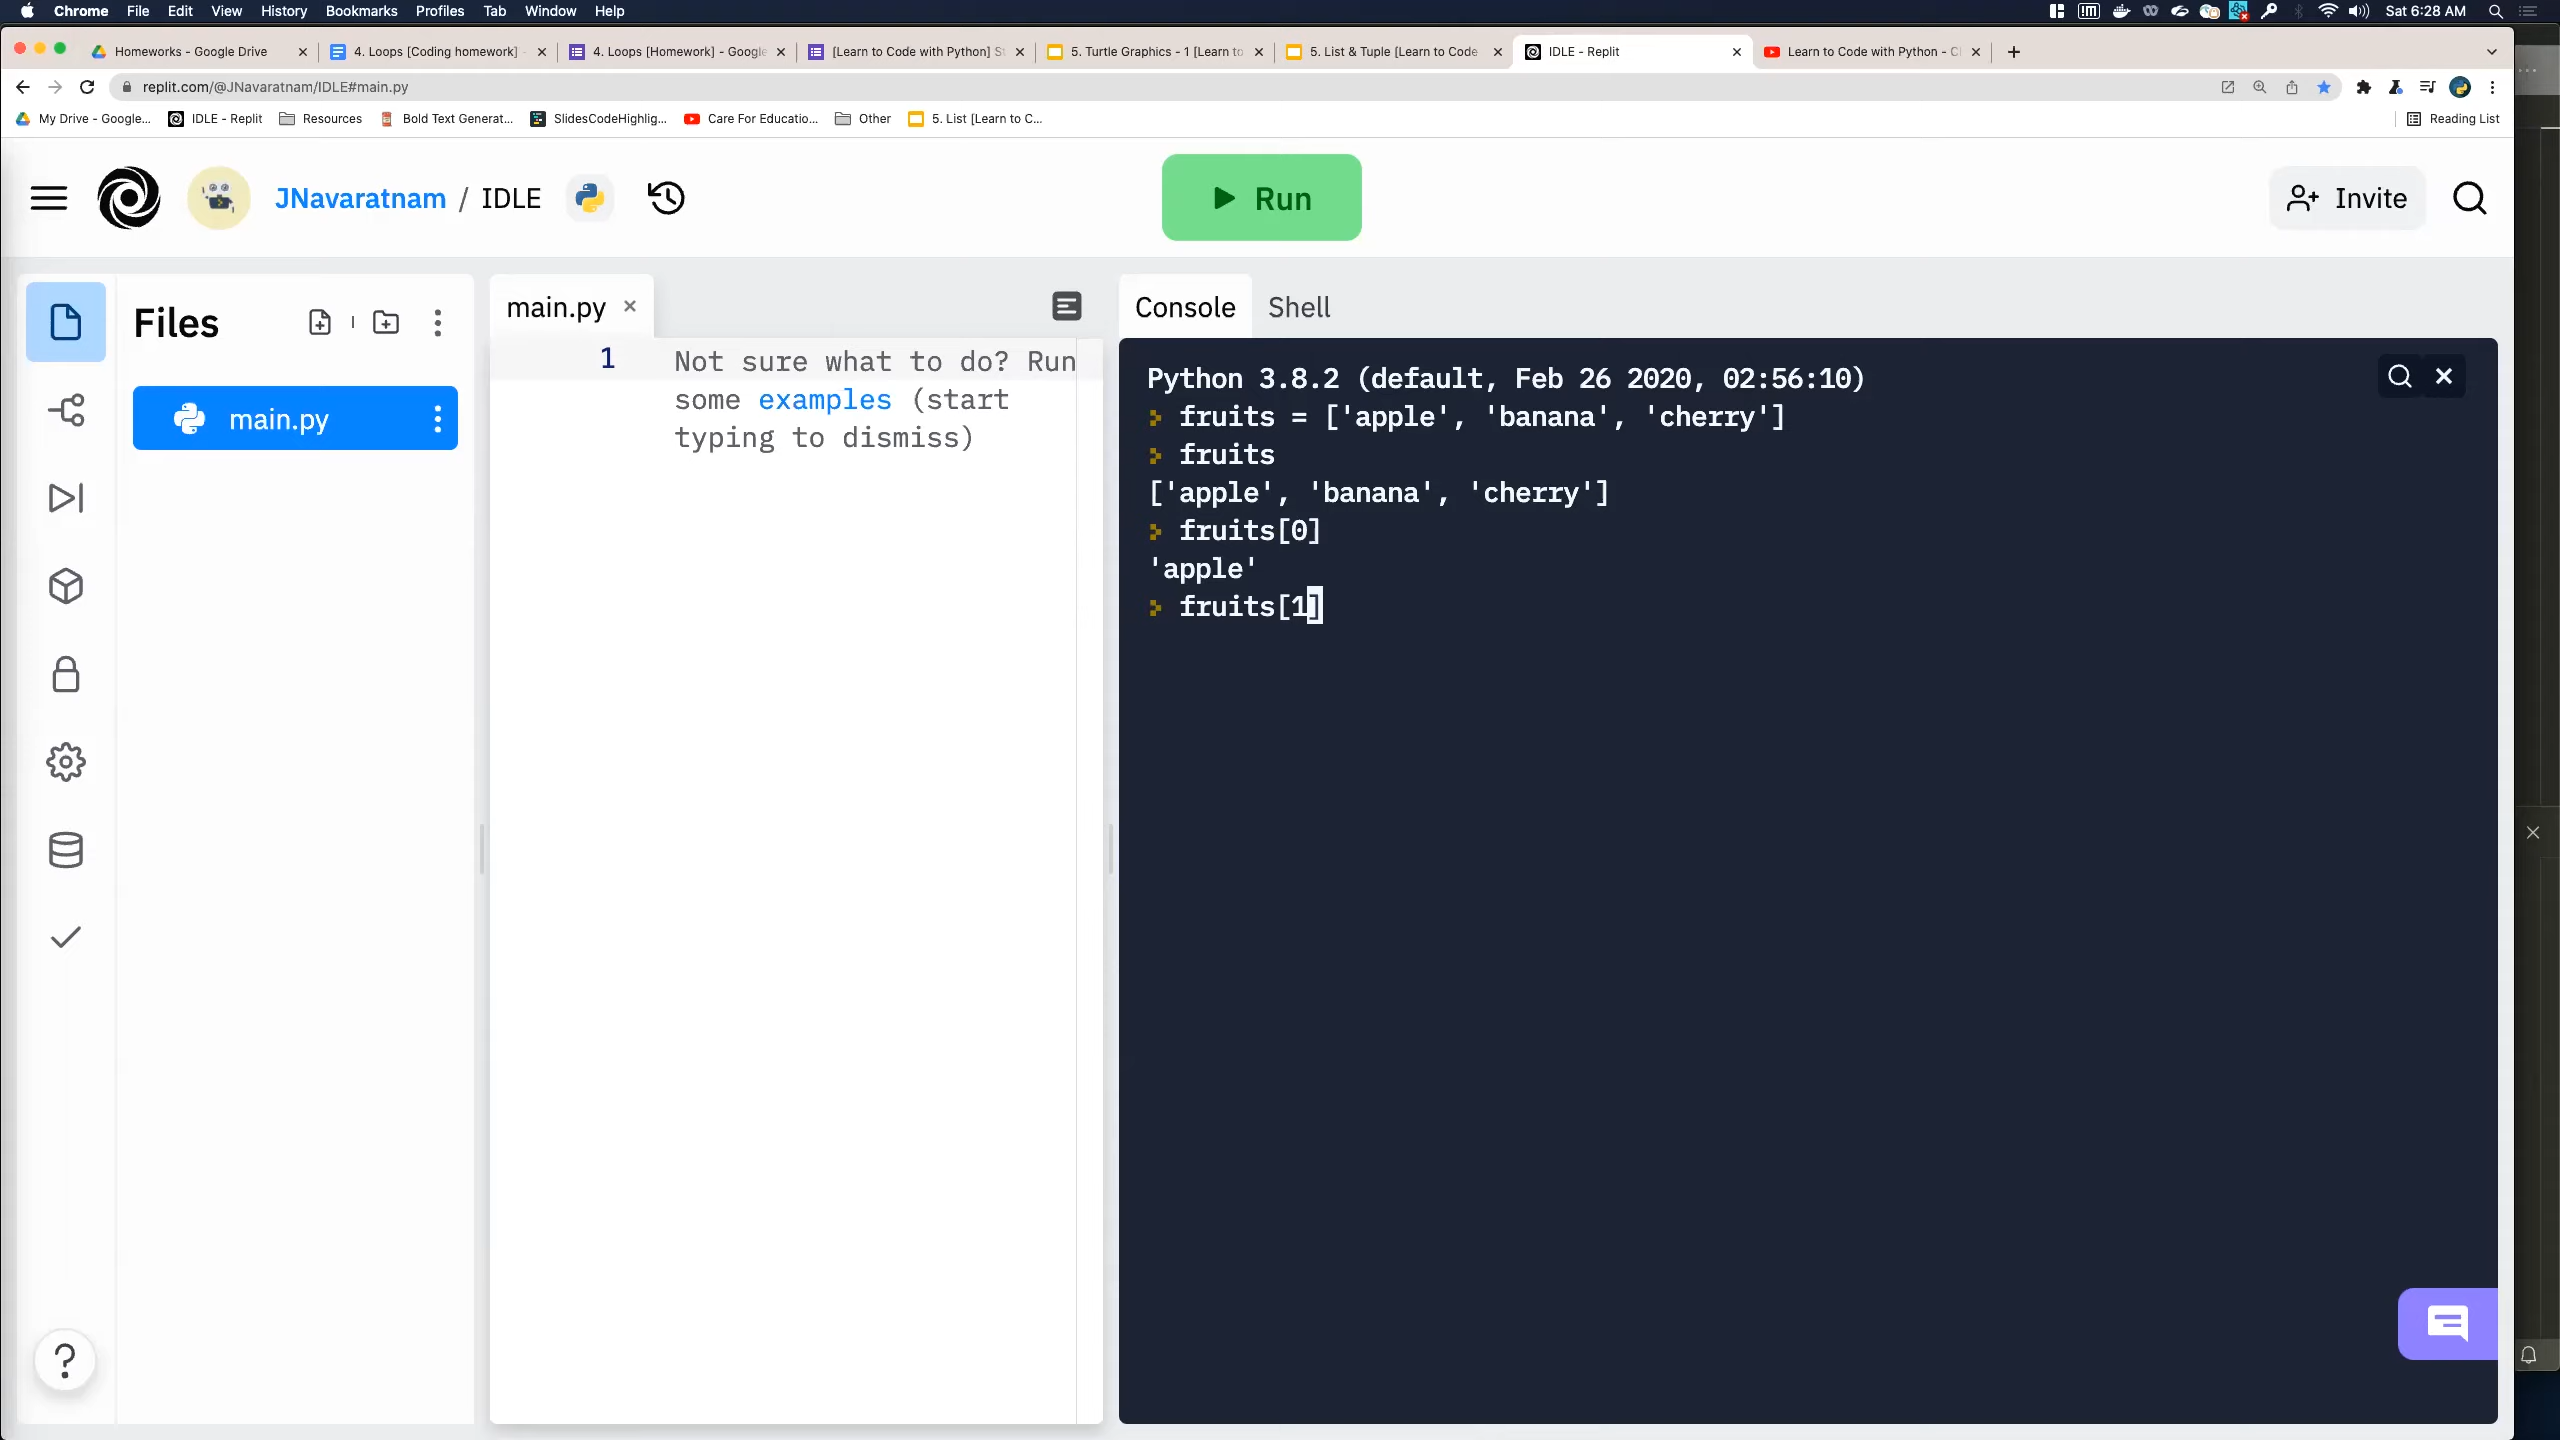 Chrome File Edit View History Bookmarks Profiles Tab Window Help Sat 6:28 AM
Homeworks - Google Drive 4. Loops [Coding homework] - 4. Loops [Homework] - Google [Learn to Code with Python] St 5. Turtle Graphics - 1 [Learn to 5. List & Tuple [Learn to Code IDLE - Replit Learn to Code with Python - Cl
replit.com/@JNavaratnam/IDLE#main.py
My Drive - Google... IDLE - Replit Resources Bold Text Generat... SlidesCodeHighlig... Care For Educatio... Other 5. List [Learn to C... Reading List
JNavaratnam / IDLE Run Invite
Files
main.py
main.py
1 Not sure what to do? Run
some examples (start
typing to dismiss)
Console Shell
Python 3.8.2 (default, Feb 26 2020, 02:56:10)
fruits = ['apple', 'banana', 'cherry']
fruits
['apple', 'banana', 'cherry']
fruits[0]
'apple'
fruits[1]
?